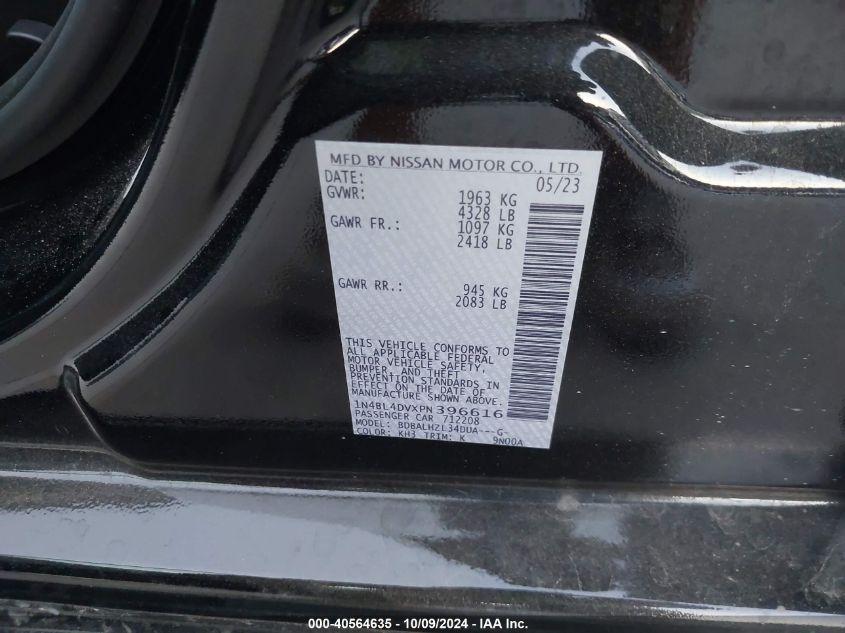 MFD BY NISSAN MOTOR CO., LTD.
DATE: 05/23
GVWR: 1963 KG
4328 LB
GAWR FR.: 1097 KG
2418 LB
GAWR RR.: 945 KG
2083 LB
THIS VEHICLE CONFORMS TO
ALL APPLICABLE FEDERAL
MOTOR VEHICLE SAFETY,
BUMPER, AND THEFT
PREVENTION STANDARDS IN
EFFECT ON THE DATE OF
MANUFACTURE SHOWN ABOVE.
1N4BL4DVXPN396616
PASSENGER CAR 712208
MODEL: BDBALHZL34DUA---G-
COLOR: KH3 TRIM: K 9N00A
000-40564635 - 10/09/2024 - IAA Inc.